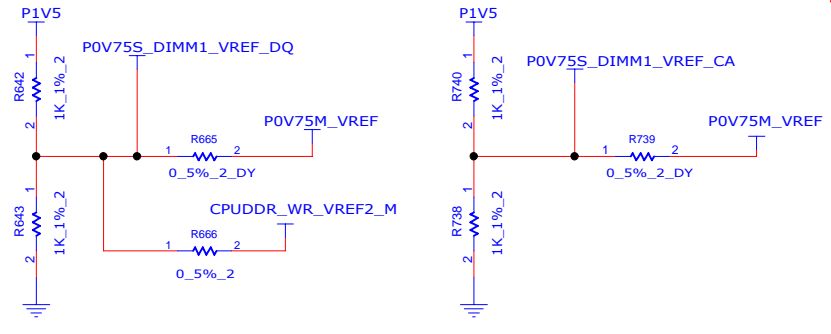 P1V5
P0V75S_DIMM1_VREF_DQ
1
R642
1K_1%_2
2
R665
1
2
0_5%_2_DY
P0V75M_VREF
1
R643
1K_1%_2
2
CPUDDR_WR_VREF2_M
R666
1
2
0_5%_2
P1V5
P0V75S_DIMM1_VREF_CA
1
R740
1K_1%_2
2
R739
1
2
0_5%_2_DY
P0V75M_VREF
1
R738
1K_1%_2
2